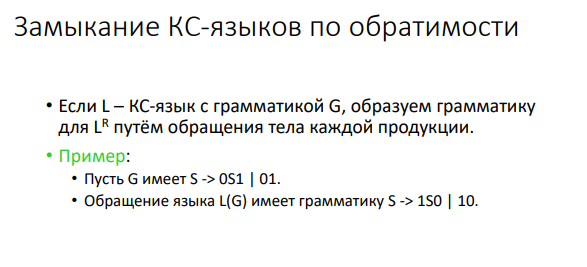 Замыкание КС-языков по обратимости
• Если L – КС-язык с грамматикой G, образуем грамматику
для Lᴿ путём обращения тела каждой продукции.
• Пример:
• Пусть G имеет S -> 0S1 | 01.
• Обращение языка L(G) имеет грамматику S -> 1S0 | 10.